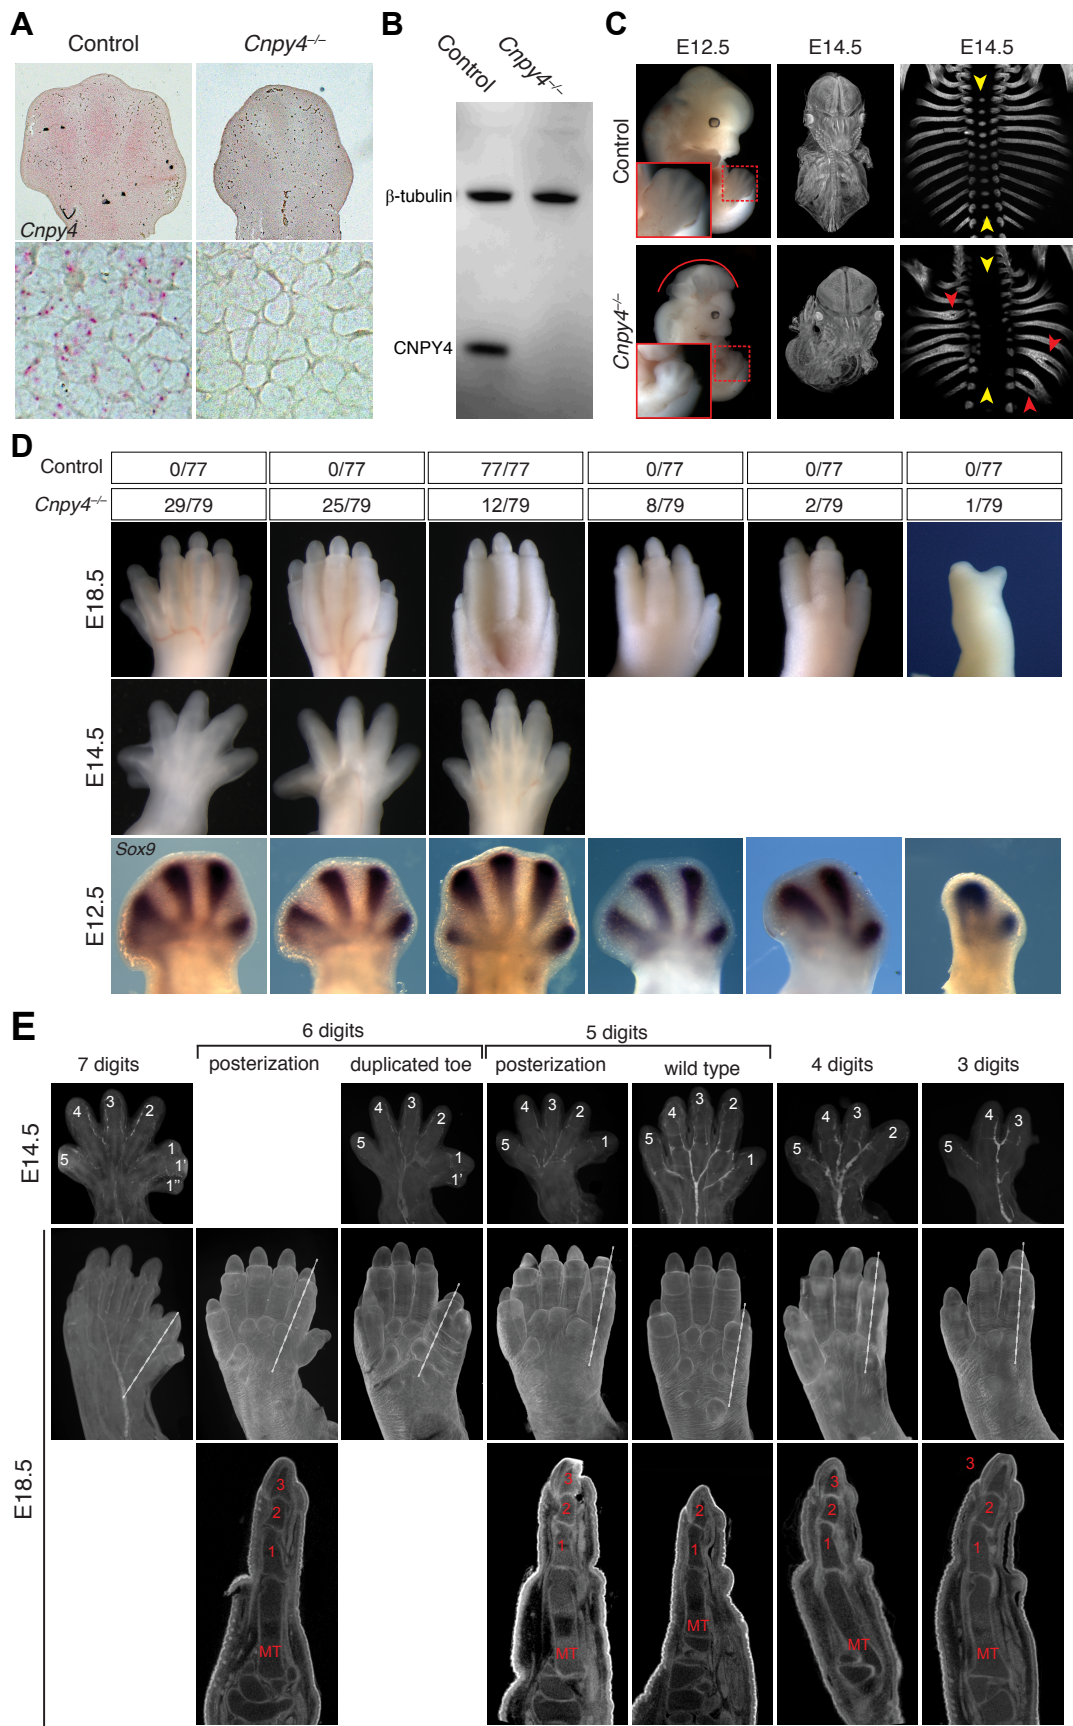 A
Control
Cnpy4–/–
Cnpy4
B
Control
Cnpy4–/–
β-tubulin
CNPY4
C
E12.5
E14.5
E14.5
Control
Cnpy4–/–
D
Control
0/77
0/77
77/77
0/77
0/77
0/77
Cnpy4–/–
29/79
25/79
12/79
8/79
2/79
1/79
E18.5
E14.5
Sox9
E12.5
E
6 digits
5 digits
7 digits
posterization
duplicated toe
posterization
wild type
4 digits
3 digits
E14.5
4
3
2
5
1
1'
1"
4
3
2
5
1
1'
4
3
2
5
1
3
4
2
5
1
4
3
2
5
4
3
5
E18.5
3
2
1
MT
3
2
1
MT
2
1
MT
3
2
1
MT
3
2
1
MT